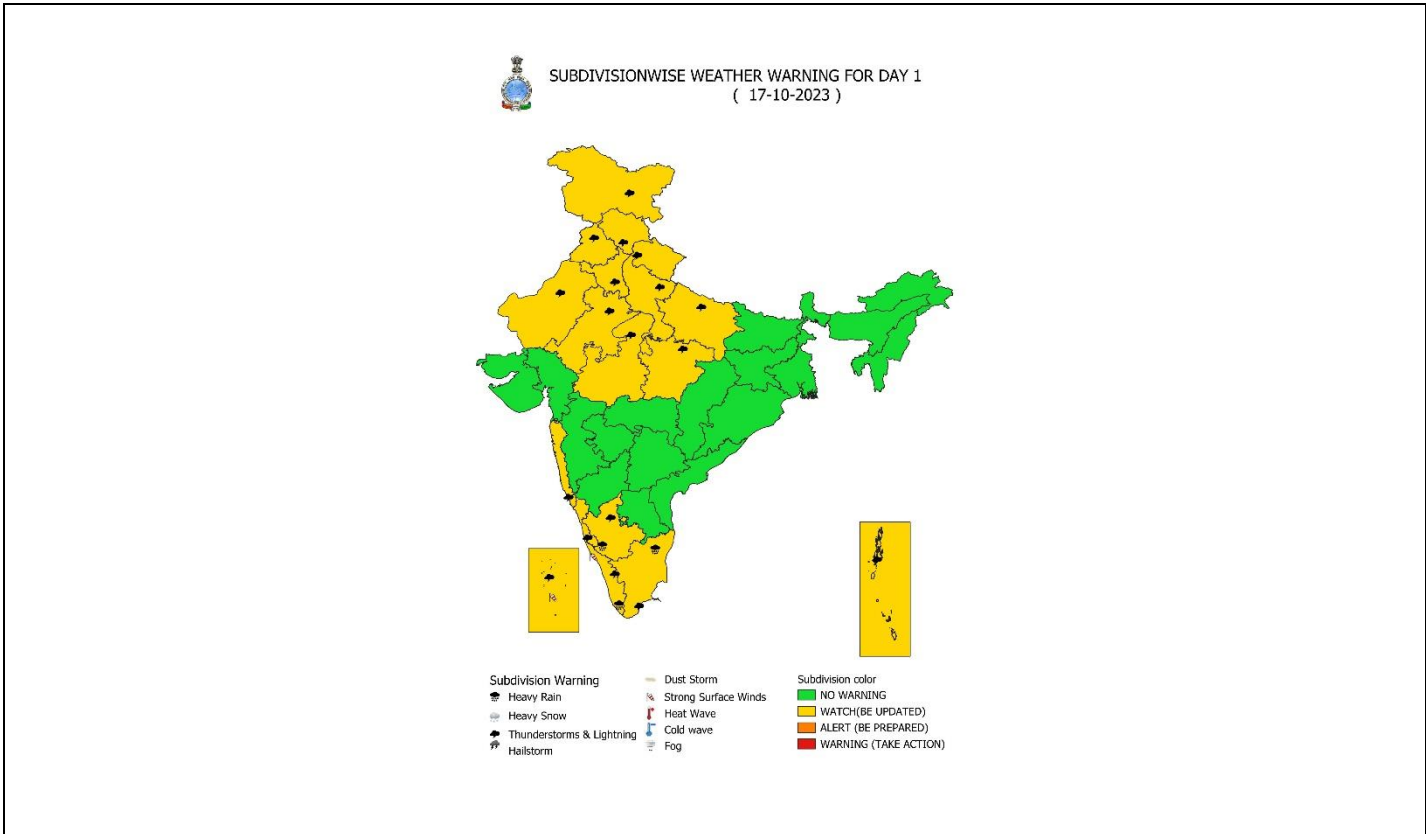 SUBDIVISIONWISE WEATHER WARNING FOR DAY 1
( 17-10-2023 )
Subdivision Warning
Heavy Rain
Heavy Snow
Thunderstorms & Lightning
Hailstorm
Dust Storm
Strong Surface Winds
Heat Wave
Cold wave
Fog
Subdivision color
NO WARNING
WATCH(BE UPDATED)
ALERT (BE PREPARED)
WARNING (TAKE ACTION)